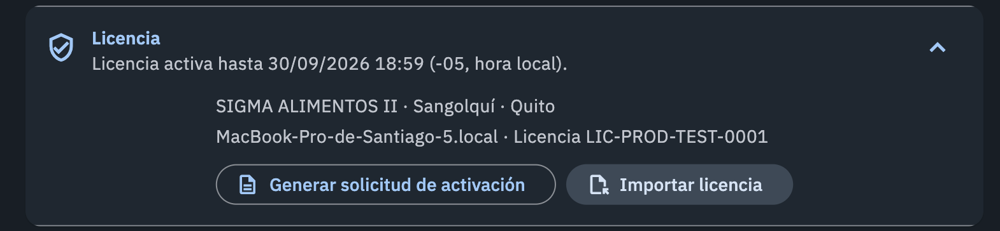 Licencia
Licencia activa hasta 30/09/2026 18:59 (-05, hora local).
SIGMA ALIMENTOS II · Sangolquí · Quito
MacBook-Pro-de-Santiago-5.local · Licencia LIC-PROD-TEST-0001
Generar solicitud de activación
Importar licencia